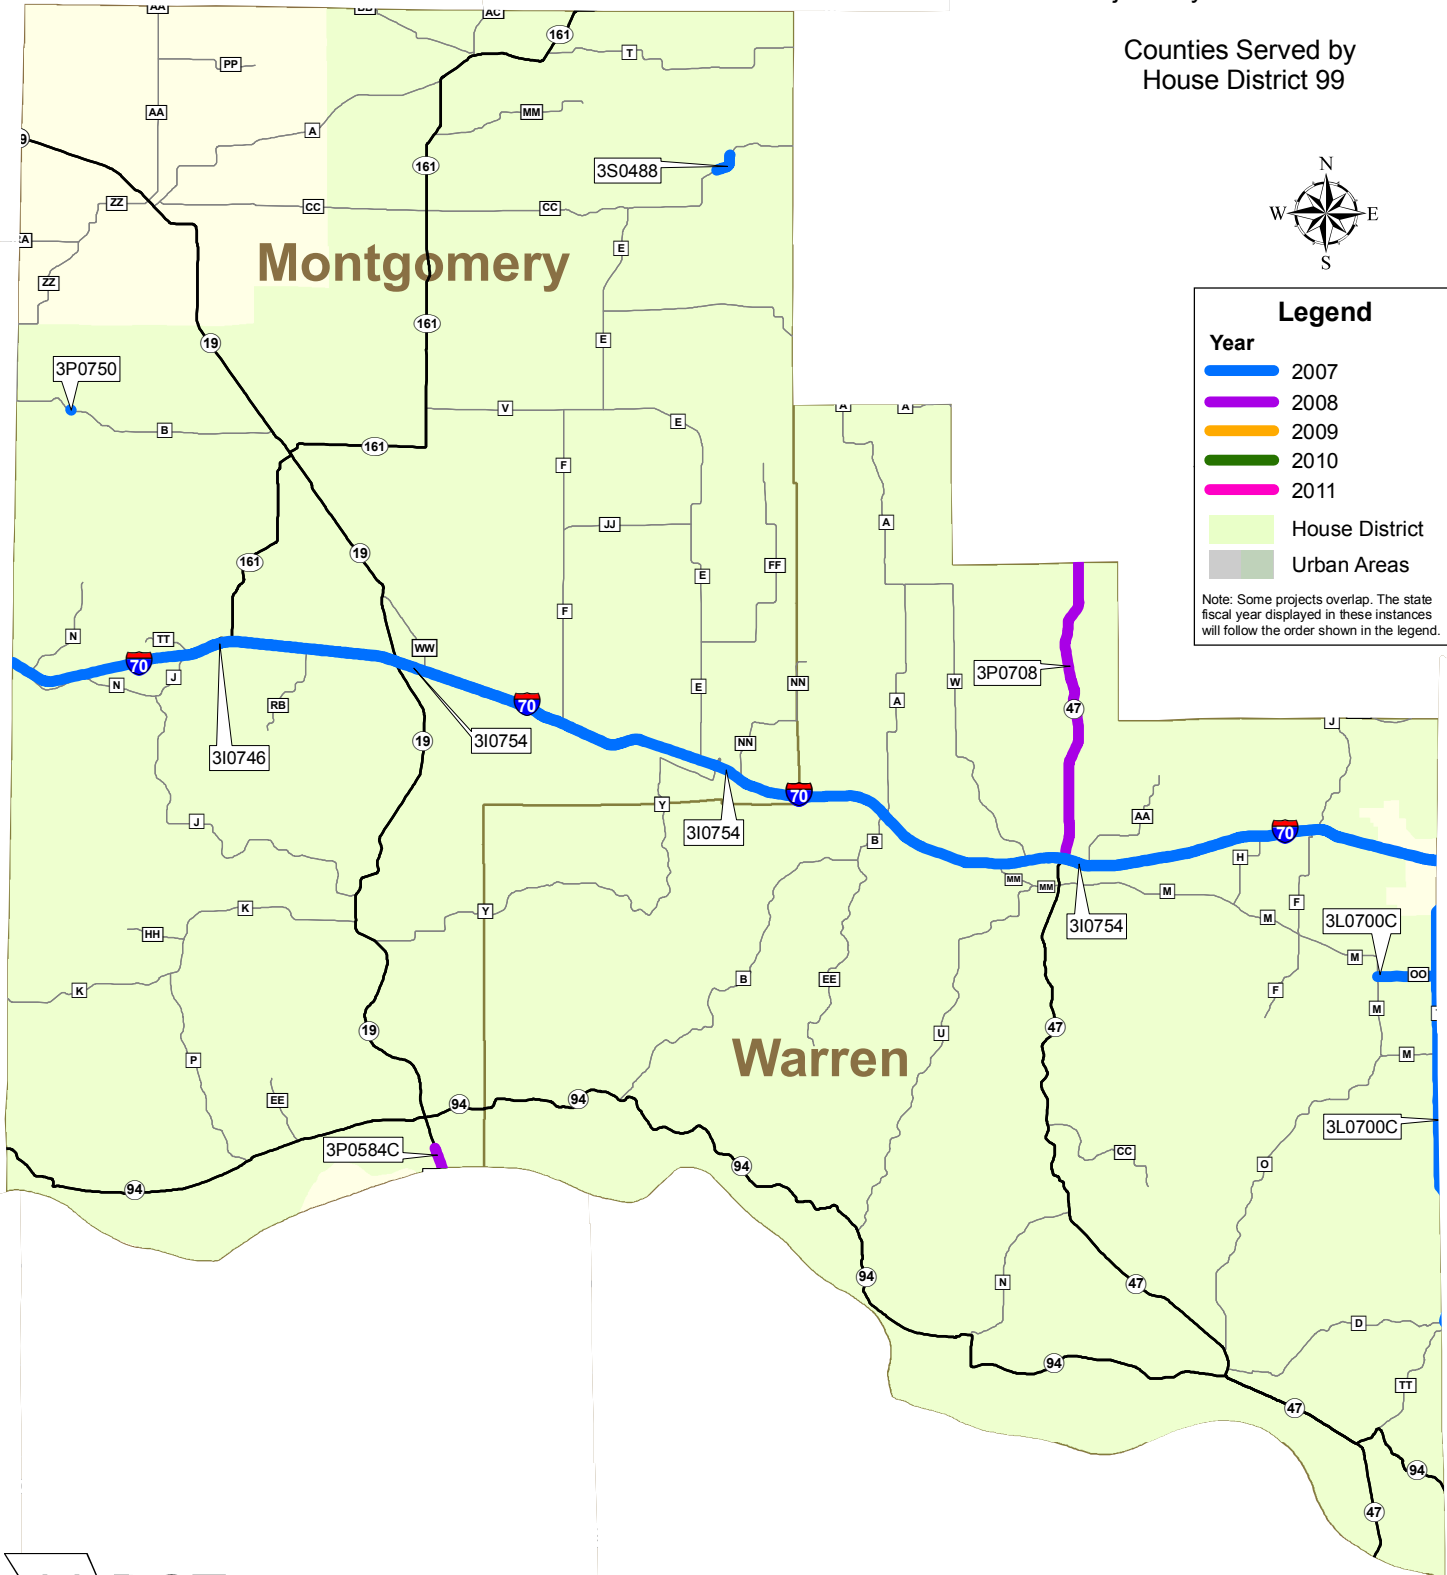 Counties Served by
House District 99
N
W E
S
Legend
Year
2007
2008
2009
2010
2011
House District
Urban Areas
Note: Some projects overlap. The state
fiscal year displayed in these instances
will follow the order shown in the legend.
AA
AC
161
T
PP
AA
MM
A
161
3S0488
ZZ
CC
CC
E
ZZ
Montgomery
161
19
E
3P0750
V
A
A
E
B
161
F
A
JJ
19
161
FF
E
F
N
TT
WW
70
3P0708
J
N
W
E
NN
A
RB
70
47
J
19
3I0754
NN
3I0746
70
Y
AA
J
3I0754
70
B
H
MM
MM
M
F
K
Y
M
3I0754
3L0700C
HH
M
OO
B
EE
K
F
M
19
U
47
P
Warren
M
EE
94
94
3L0700C
3P0584C
CC
94
O
94
94
N
47
D
94
TT
47
94
47